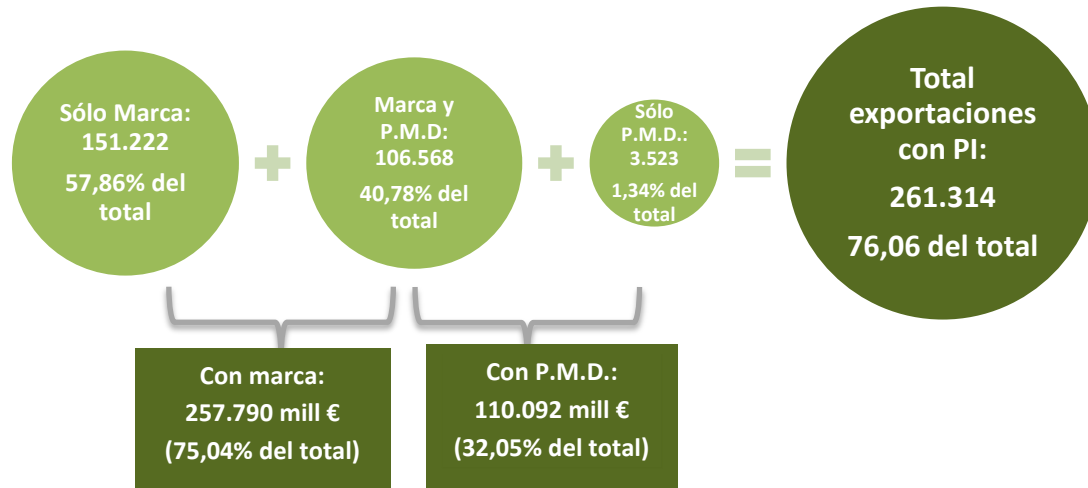 Sólo Marca:
151.222
57,86% del
total
Marca y
P.M.D:
106.568
40,78% del
total
Sólo
P.M.D.:
3.523
1,34% del
total
Total
exportaciones
con PI:
261.314
76,06 del total
Con marca:
257.790 mill €
(75,04% del total)
Con P.M.D.:
110.092 mill €
(32,05% del total)